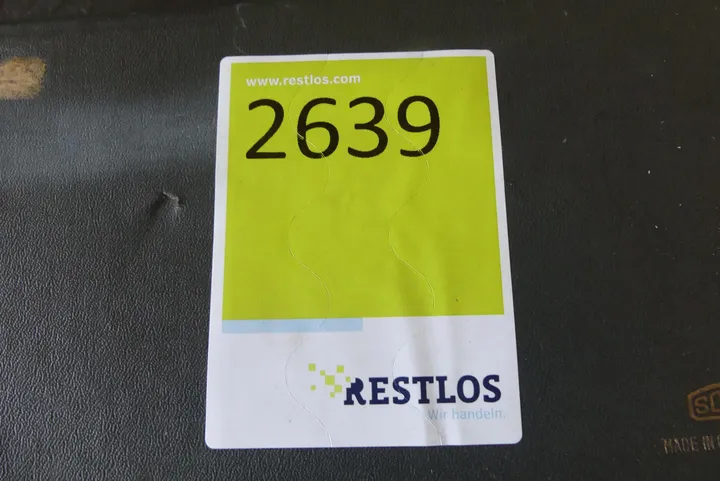 www.restlos.com
2639
RESTLOS
Wir handeln.
MADE IN